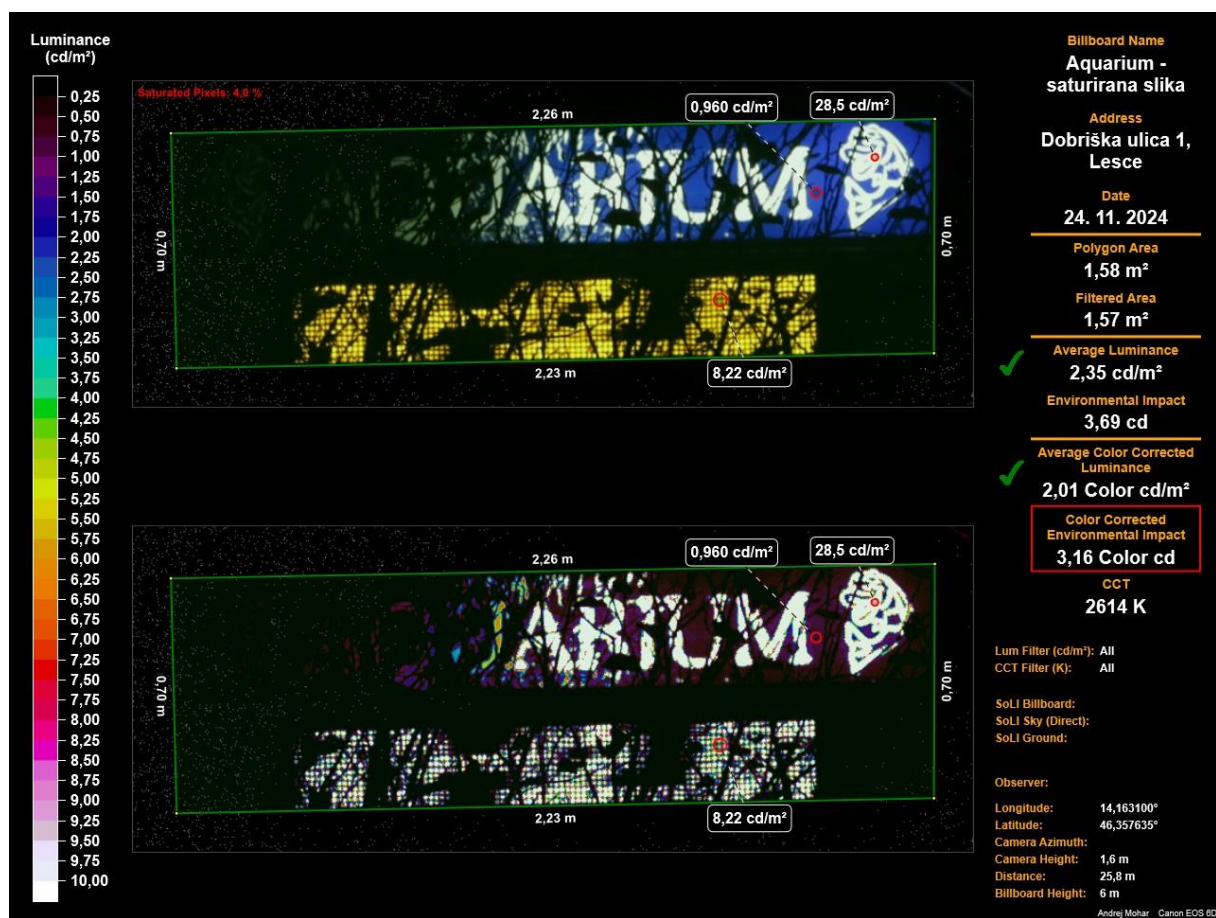 Luminance
(cd/m²)
0,25
0,50
0,75
1,00
1,25
1,50
1,75
2,00
2,25
2,50
2,75
3,00
3,25
3,50
3,75
4,00
4,25
4,50
4,75
5,00
5,25
5,50
5,75
6,00
6,25
6,50
6,75
7,00
7,25
7,50
7,75
8,00
8,25
8,50
8,75
9,00
9,25
9,50
9,75
10,00
Saturated Pixels: 4,0 %
2,26 m
0,960 cd/m²
28,5 cd/m²
ARIUM
0,70 m
0,70 m
8,22 cd/m²
2,23 m
2,26 m
0,960 cd/m²
28,5 cd/m²
ARIUM
0,70 m
0,70 m
8,22 cd/m²
2,23 m
Billboard Name
Aquarium -
saturirana slika
Address
Dobriška ulica 1,
Lesce
Date
24. 11. 2024
Polygon Area
1,58 m²
Filtered Area
1,57 m²
Average Luminance
2,35 cd/m²
Environmental Impact
3,69 cd
Average Color Corrected
Luminance
2,01 Color cd/m²
Color Corrected
Environmental Impact
3,16 Color cd
CCT
2614 K
Lum Filter (cd/m²): All
CCT Filter (K): All
SoLI Billboard:
SoLI Sky (Direct):
SoLI Ground:
Observer:
Longitude: 14,163100°
Latitude: 46,357635°
Camera Azimuth:
Camera Height: 1,6 m
Distance: 25,8 m
Billboard Height: 6 m
Andrej Mohar Canon EOS 6D